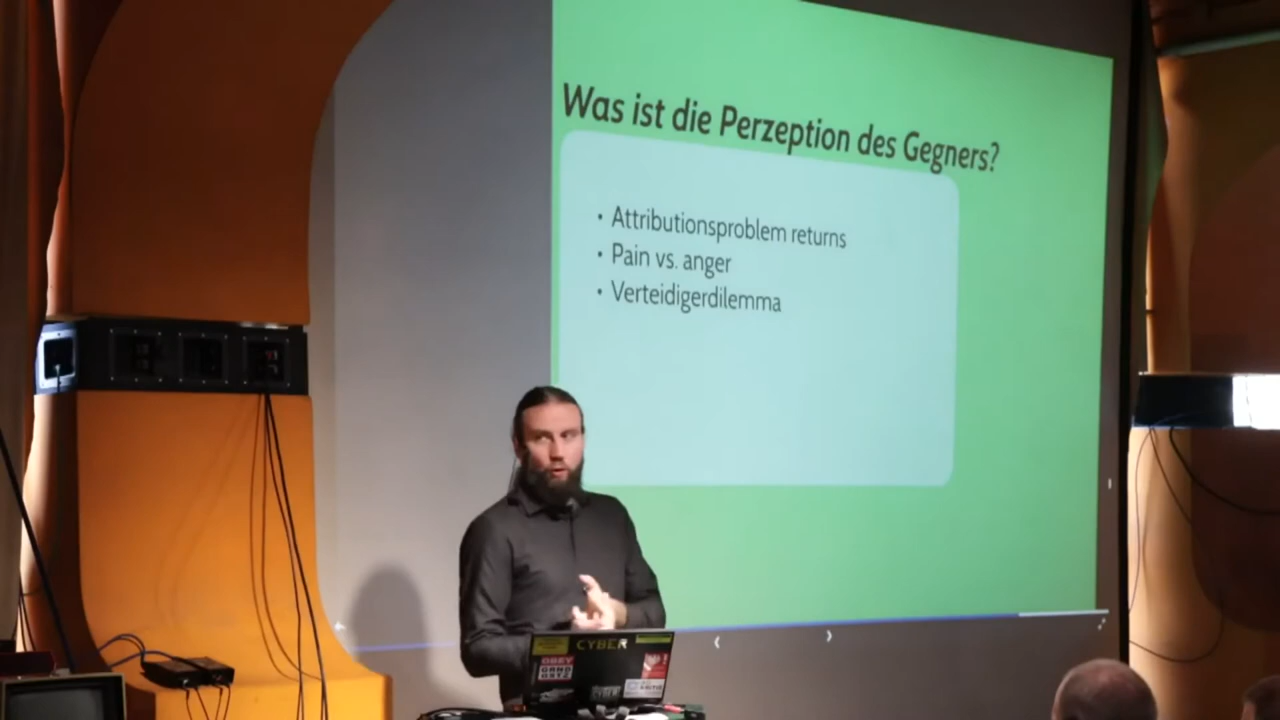 Was ist die Perzeption des Gegners?
• Attributionsproblem returns
• Pain vs. anger
• Verteidigerdilemma
CYBER
OBEY